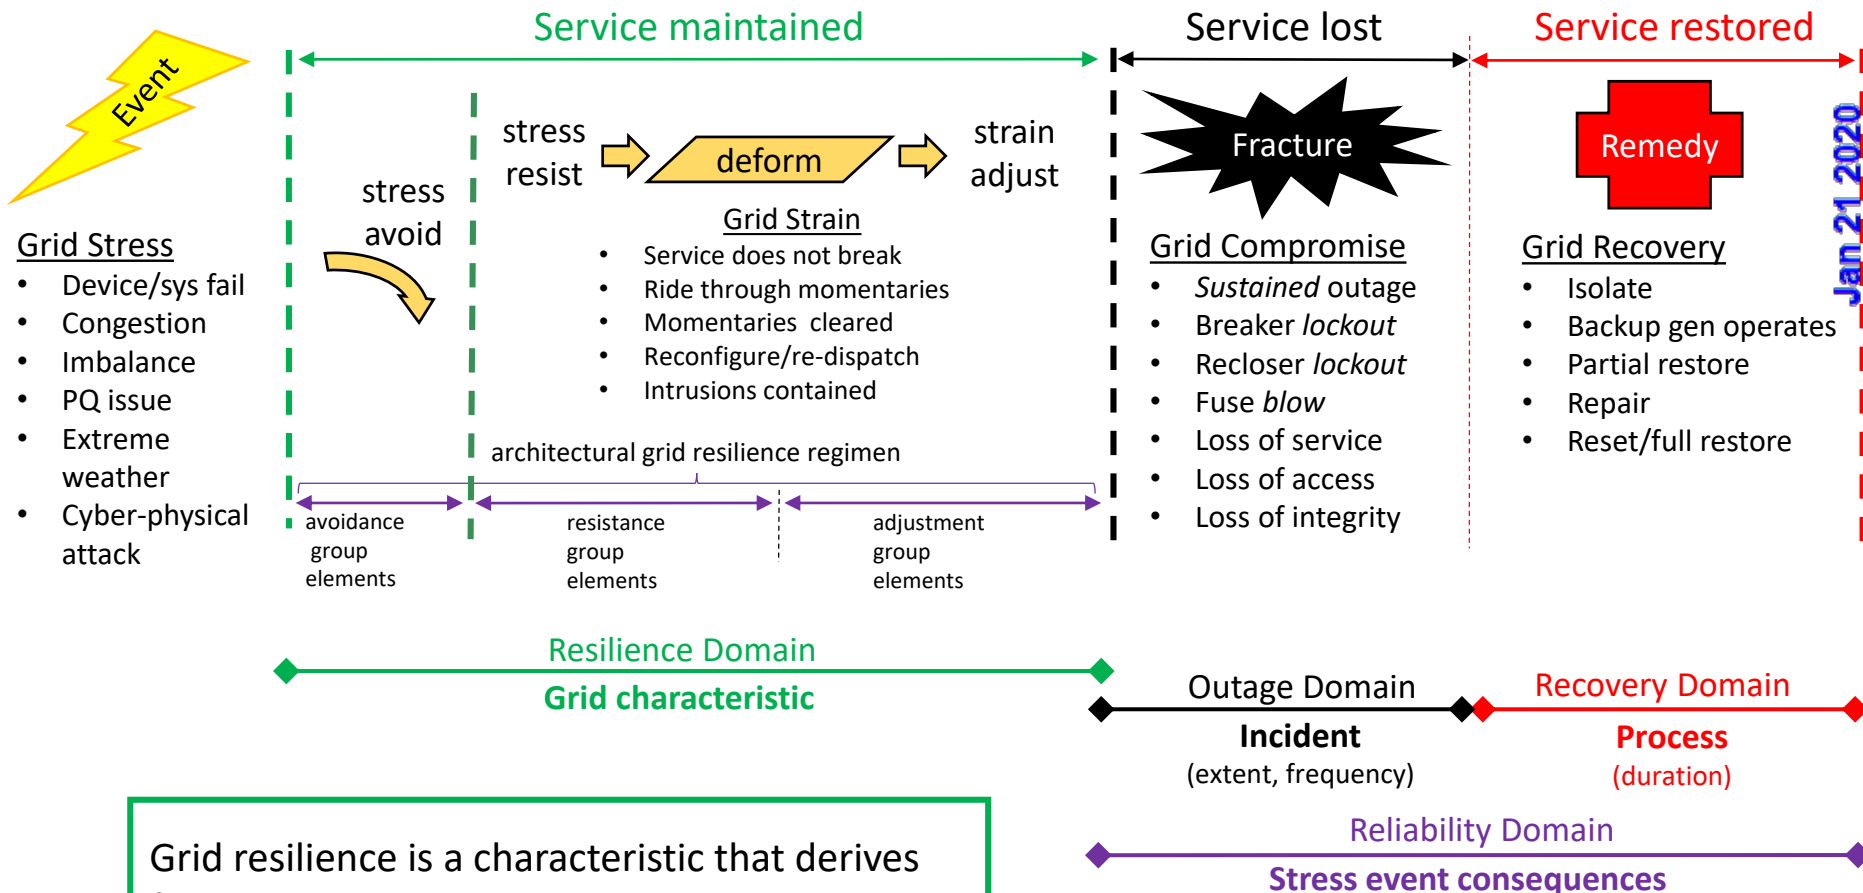 Service maintained
Service lost
Service restored
Event
stress
avoid
stress
resist
deform
strain
adjust
Fracture
Remedy
Jan 21 2020
Grid Stress
• Device/sys fail
• Congestion
• Imbalance
• PQ issue
• Extreme
weather
• Cyber-physical
attack
Grid Strain
• Service does not break
• Ride through momentaries
• Momentaries cleared
• Reconfigure/re-dispatch
• Intrusions contained
Grid Compromise
• Sustained outage
• Breaker lockout
• Recloser lockout
• Fuse blow
• Loss of service
• Loss of access
• Loss of integrity
Grid Recovery
• Isolate
• Backup gen operates
• Partial restore
• Repair
• Reset/full restore
architectural grid resilience regimen
avoidance
group
elements
resistance
group
elements
adjustment
group
elements
Resilience Domain
Grid characteristic
Outage Domain
Incident
(extent, frequency)
Recovery Domain
Process
(duration)
Reliability Domain
Stress event consequences
Grid resilience is a characteristic that derives